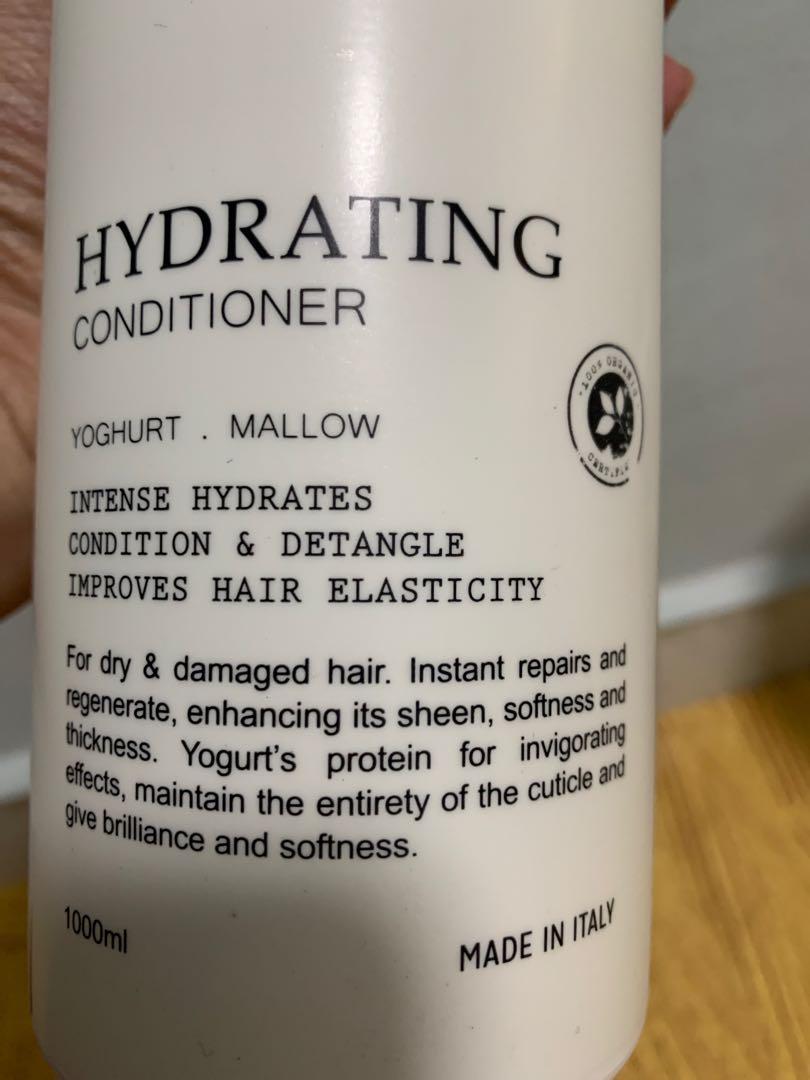 HYDRATING
CONDITIONER
100% ORGANIC
YOGHURT . MALLOW
INTENSE HYDRATES
CONDITION & DETANGLE
IMPROVES HAIR ELASTICITY
For dry & damaged hair. Instant repairs and
regenerate, enhancing its sheen, softness and
thickness. Yogurt's protein for invigorating
effects, maintain the entirety of the cuticle and
give brilliance and softness.
1000ml
MADE IN ITALY